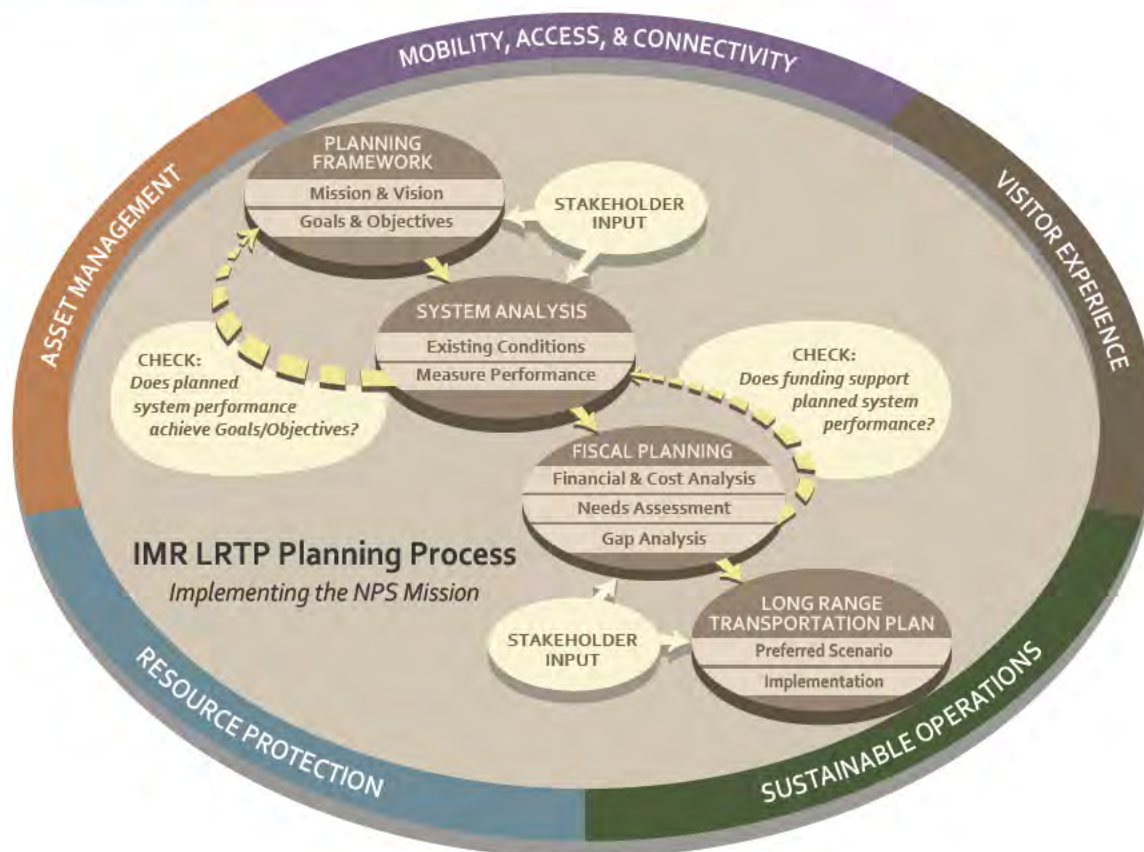 MOBILITY, ACCESS, & CONNECTIVITY
ASSET MANAGEMENT
VISITOR EXPERIENCE
PLANNING
FRAMEWORK
Mission & Vision
Goals & Objectives
STAKEHOLDER
INPUT
SYSTEM ANALYSIS
Existing Conditions
Measure Performance
CHECK:
Does planned
system performance
achieve Goals/Objectives?
CHECK:
Does funding support
planned system
performance?
FISCAL PLANNING
Financial & Cost Analysis
Needs Assessment
Gap Analysis
IMR LRTP Planning Process
Implementing the NPS Mission
STAKEHOLDER
INPUT
LONG RANGE
TRANSPORTATION PLAN
Preferred Scenario
Implementation
RESOURCE PROTECTION
SUSTAINABLE OPERATIONS